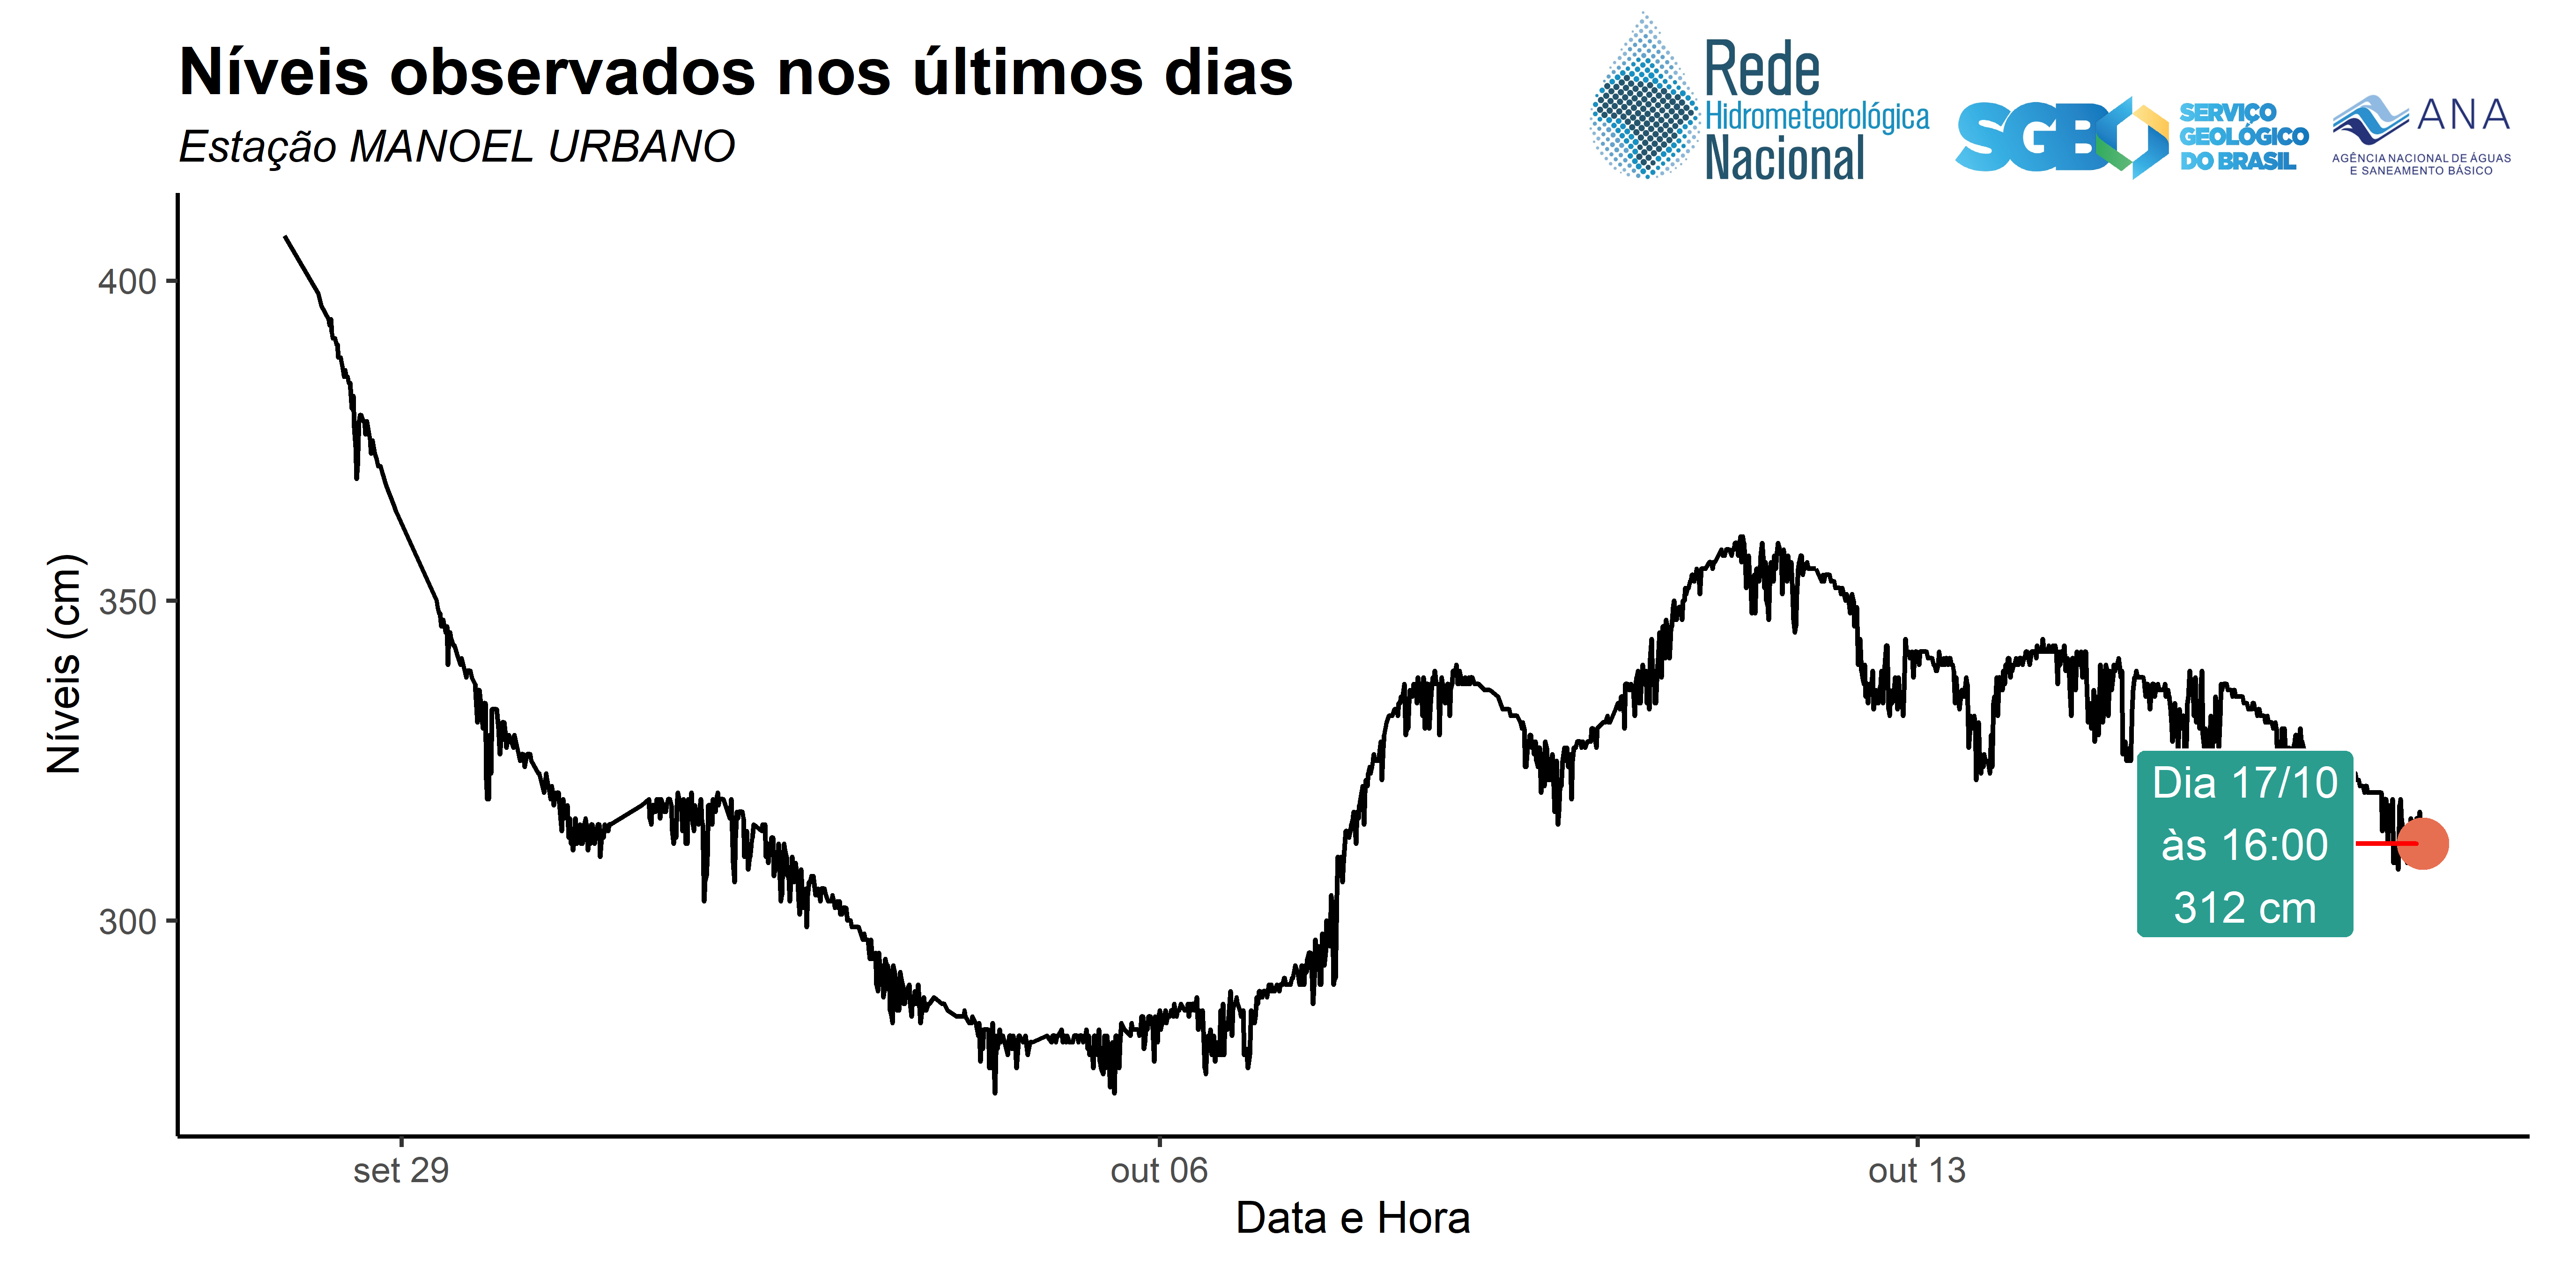 Níveis observados nos últimos dias
Estação MANOEL URBANO
Rede
Hidrometeorológica
Nacional
SGB
SERVIÇO
GEOLÓGICO
DO BRASIL
ANA
AGÊNCIA NACIONAL DE ÁGUAS
E SANEAMENTO BÁSICO
Níveis (cm)
400
350
300
Dia 17/10
às 16:00
312 cm
set 29
out 06
out 13
Data e Hora